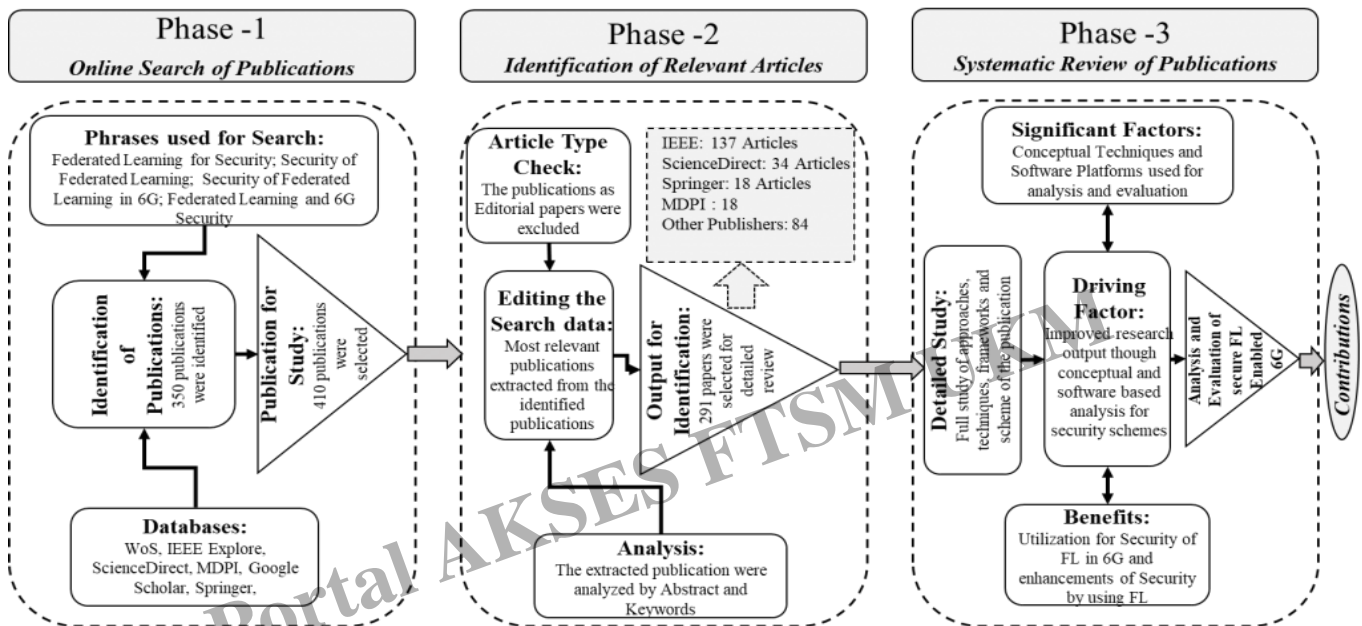 Phase -1
Online Search of Publications
Phrases used for Search:
Federated Learning for Security; Security of
Federated Learning; Security of Federated
Learning in 6G; Federated Learning and 6G
Security
Identification
of
Publications:
350 publications
were identified
Publication for
Study:
410 publications
were
selected
Databases:
WoS, IEEE Explore,
ScienceDirect, MDPI, Google
Scholar, Springer,
Phase -2
Identification of Relevant Articles
Article Type
Check:
The publications as
Editorial papers were
excluded
IEEE: 137 Articles
ScienceDirect: 34 Articles
Springer: 18 Articles
MDPI : 18
Other Publishers: 84
Editing the
Search data:
Most relevant
publications
extracted from the
identified
publications
Output for
Identification:
291 papers were
selected for
detailed
review
Analysis:
The extracted publication were
analyzed by Abstract and
Keywords
Phase -3
Systematic Review of Publications
Significant Factors:
Conceptual Techniques and
Software Platforms used for
analysis and evaluation
Detailed Study:
Full study of approaches,
techniques, frameworks and
scheme of the publication
Driving
Factor:
Improved research
output though
conceptual and
software based
analysis for
security schemes
Analysis and
Evaluation of
secure FL
Enabled
6G
Benefits:
Utilization for Security of
FL in 6G and
enhancements of Security
by using FL
Contributions
Portal AKSES FTSM UKM